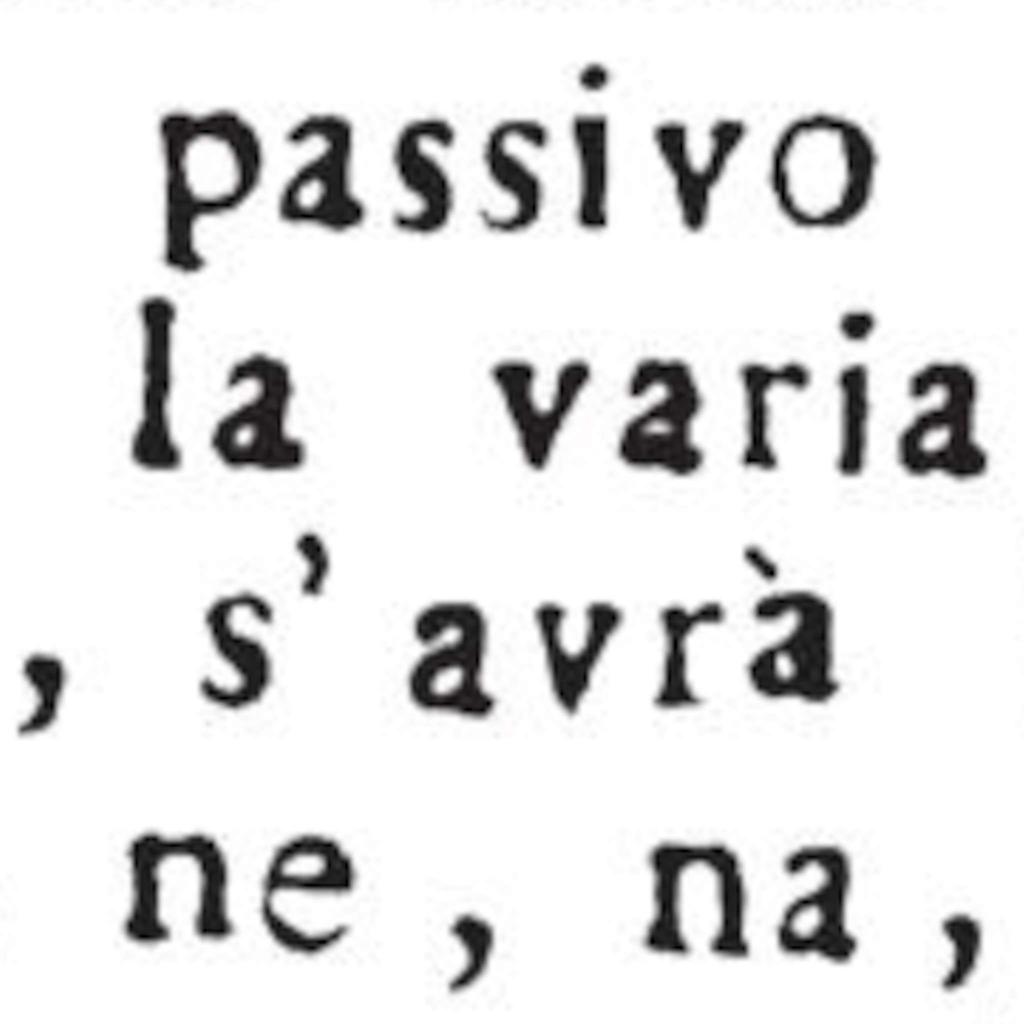 passivo
la varia
, s'avrà
ne, na,